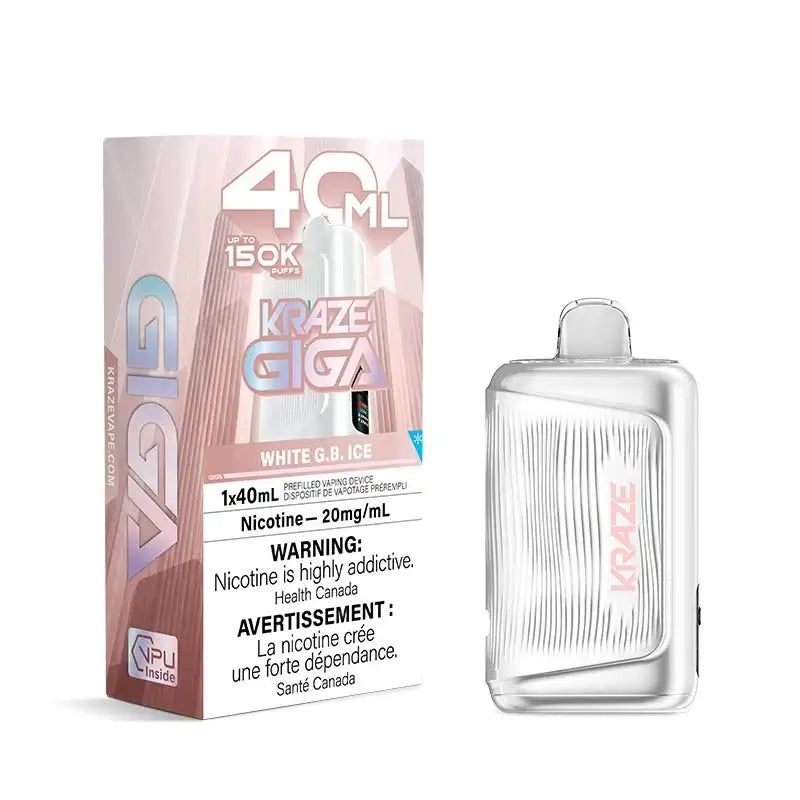 40ML
UP TO
150K
PUFFS
KRAZE
GIGA
WHITE G.B. ICE
1x40mL PREFILLED VAPING DEVICE
DISPOSITIF DE VAPOTAGE PRÉREMPLI
Nicotine — 20mg/mL
WARNING:
Nicotine is highly addictive.
Health Canada
AVERTISSEMENT :
La nicotine crée
une forte dépendance.
Santé Canada
GIGA
KRAZEVAPE.COM
VPU
Inside
KRAZE